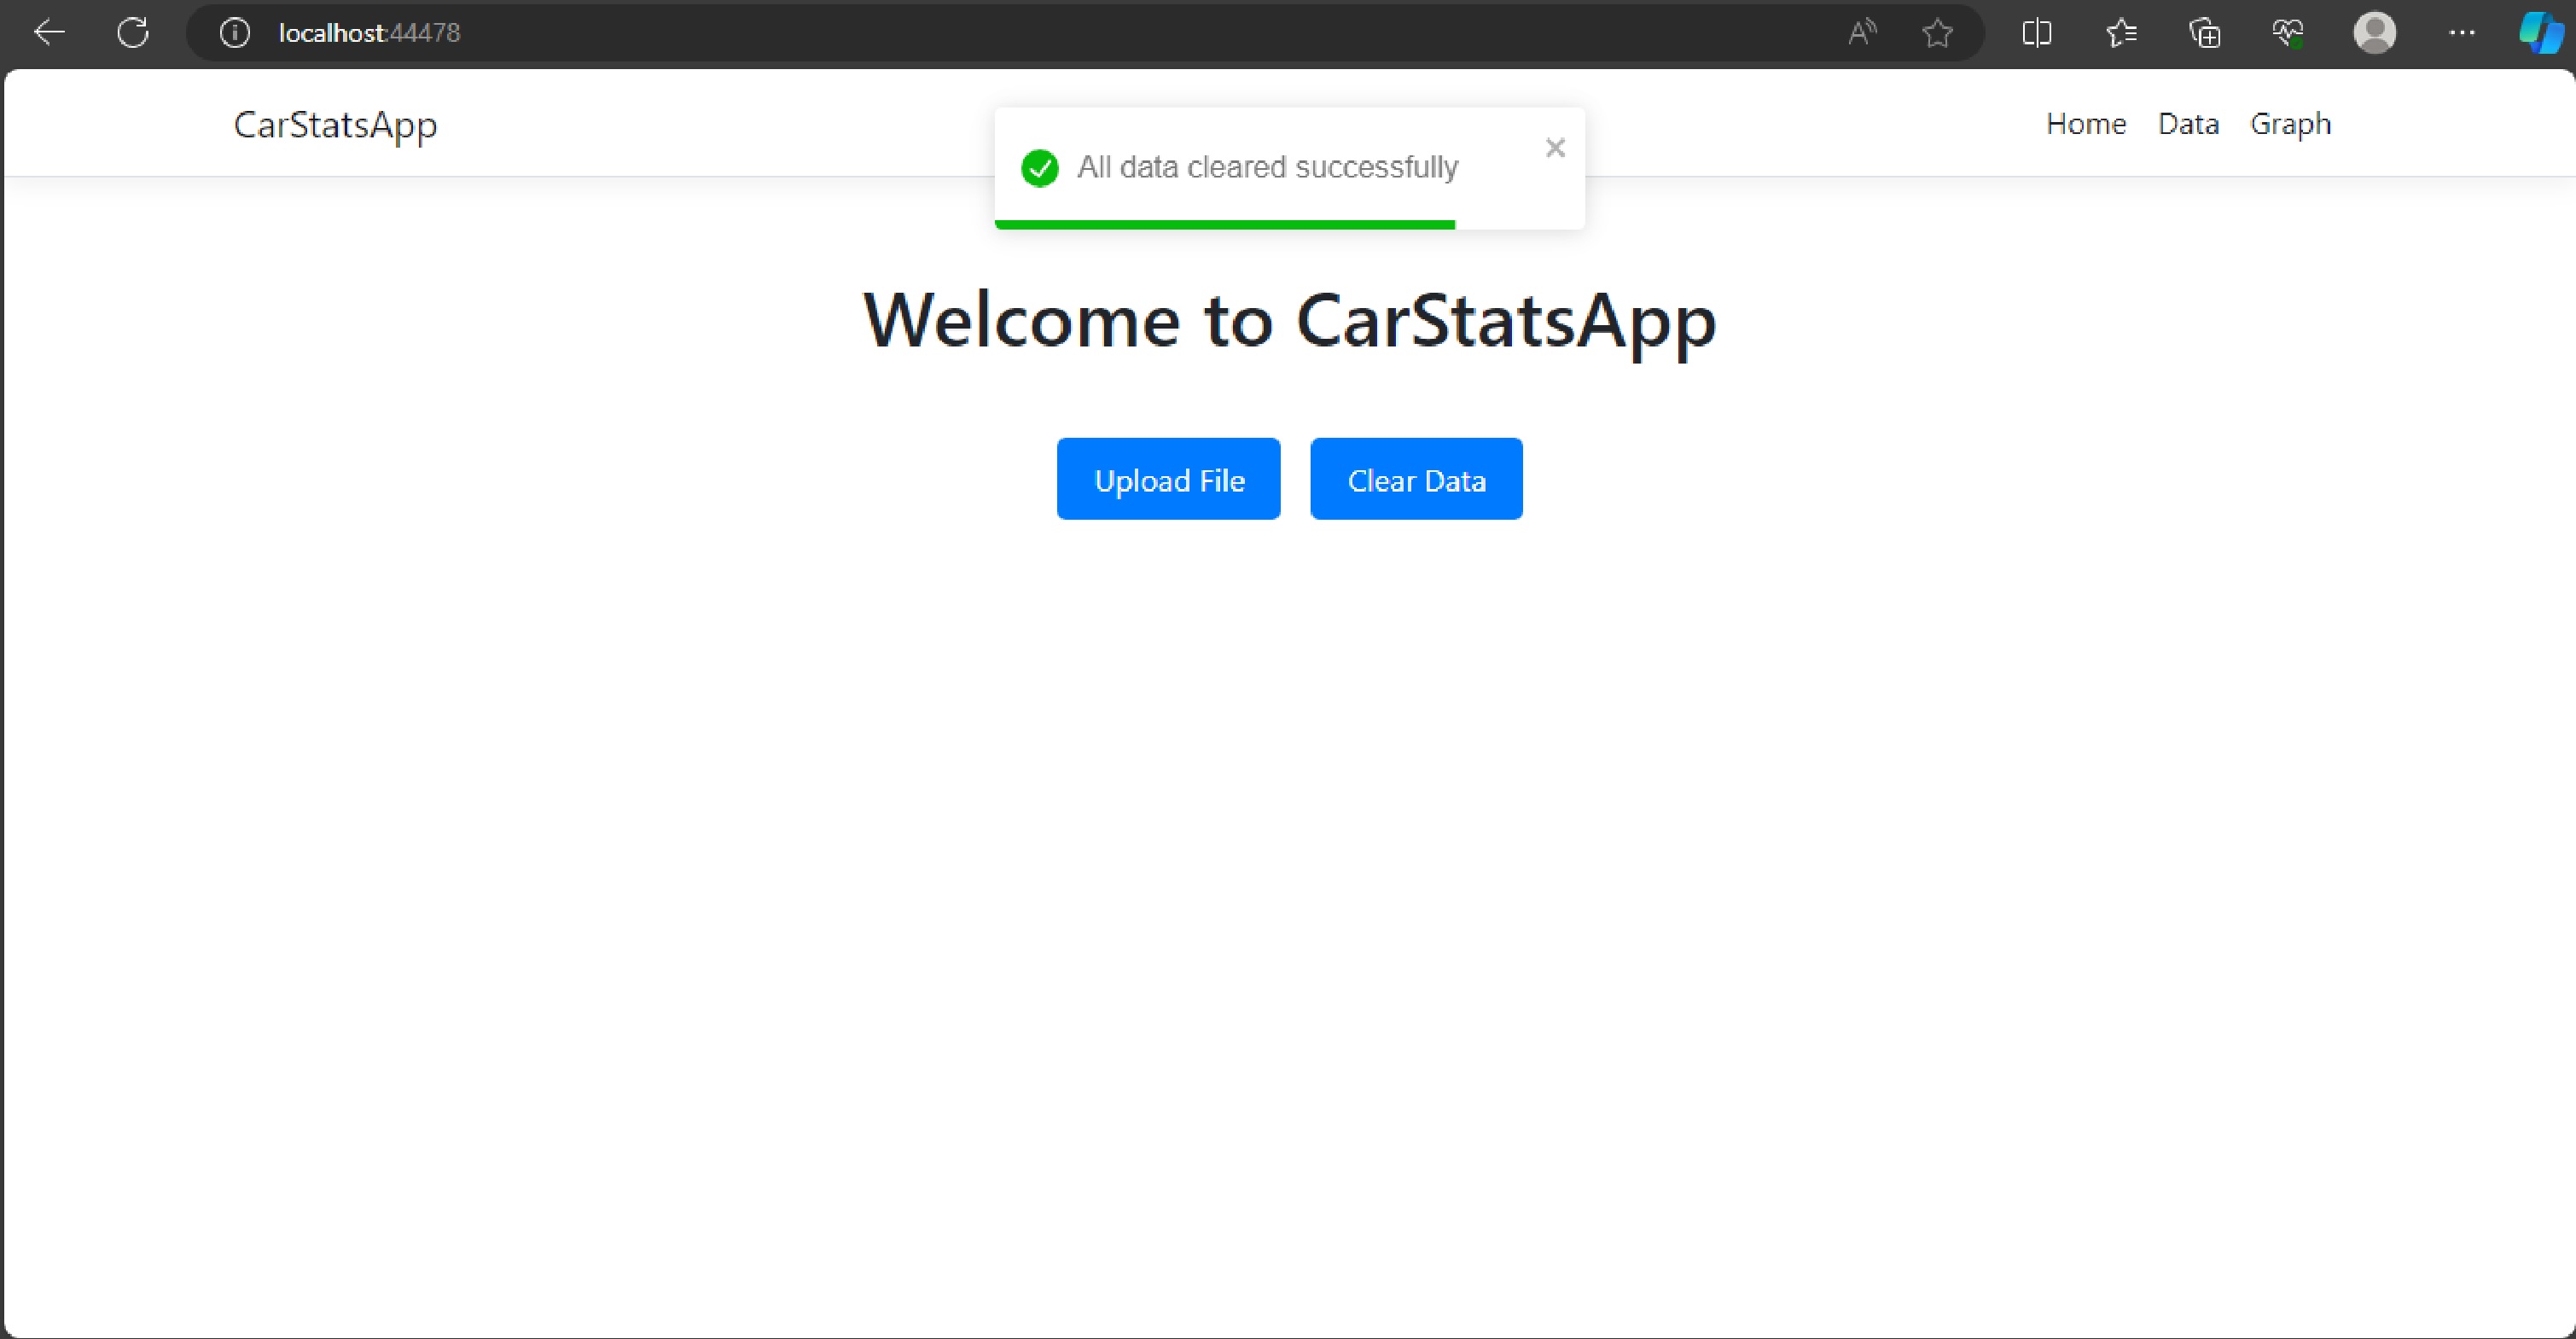 localhost:44478
CarStatsApp
Home Data Graph
All data cleared successfully
Welcome to CarStatsApp
Upload File Clear Data